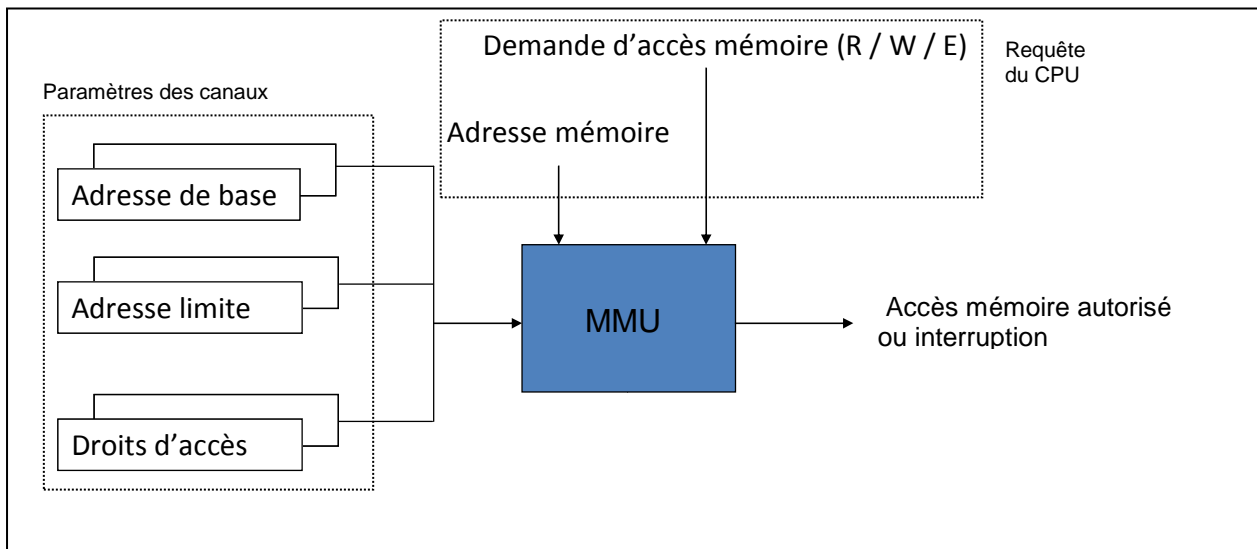 Demande d'accès mémoire (R / W / E)
Requête
du CPU
Paramètres des canaux
Adresse mémoire
Adresse de base
Adresse limite
MMU
Accès mémoire autorisé
ou interruption
Droits d'accès